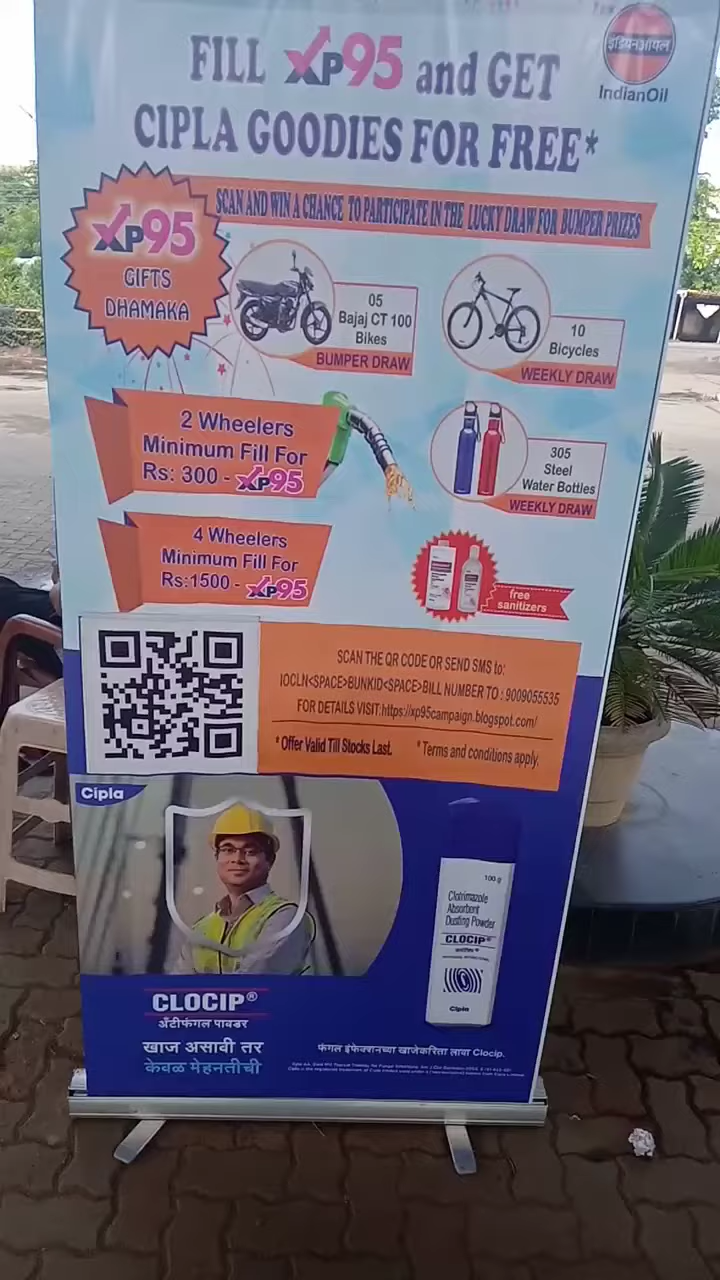 इंडियनऑयल
IndianOil
FILL XP95 and GET
CIPLA GOODIES FOR FREE*
SCAN AND WIN A CHANCE TO PARTICIPATE IN THE LUCKY DRAW FOR BUMPER PRIZES
XP95
GIFTS
DHAMAKA
05
Bajaj CT 100
Bikes
BUMPER DRAW
10
Bicycles
WEEKLY DRAW
2 Wheelers
Minimum Fill For
Rs: 300 - XP95
305
Steel
Water Bottles
WEEKLY DRAW
4 Wheelers
Minimum Fill For
Rs:1500 - XP95
free
sanitizers
SCAN THE QR CODE OR SEND SMS to:
IOCLN<SPACE>BUNKID<SPACE>BILL NUMBER TO : 9009055535
FOR DETAILS VISIT:https://xp95campaign.blogspot.com/
* Offer Valid Till Stocks Last. * Terms and conditions apply.
Cipla
100 g
Clotrimazole
Absorbent
Dusting Powder
CLOCIP®
Cipla
CLOCIP®
अँटीफंगल पावडर
खाज असावी तर
केवळ मेहनतीची
फंगल इंफेक्शनच्या खाजेकरिता लावा Clocip.